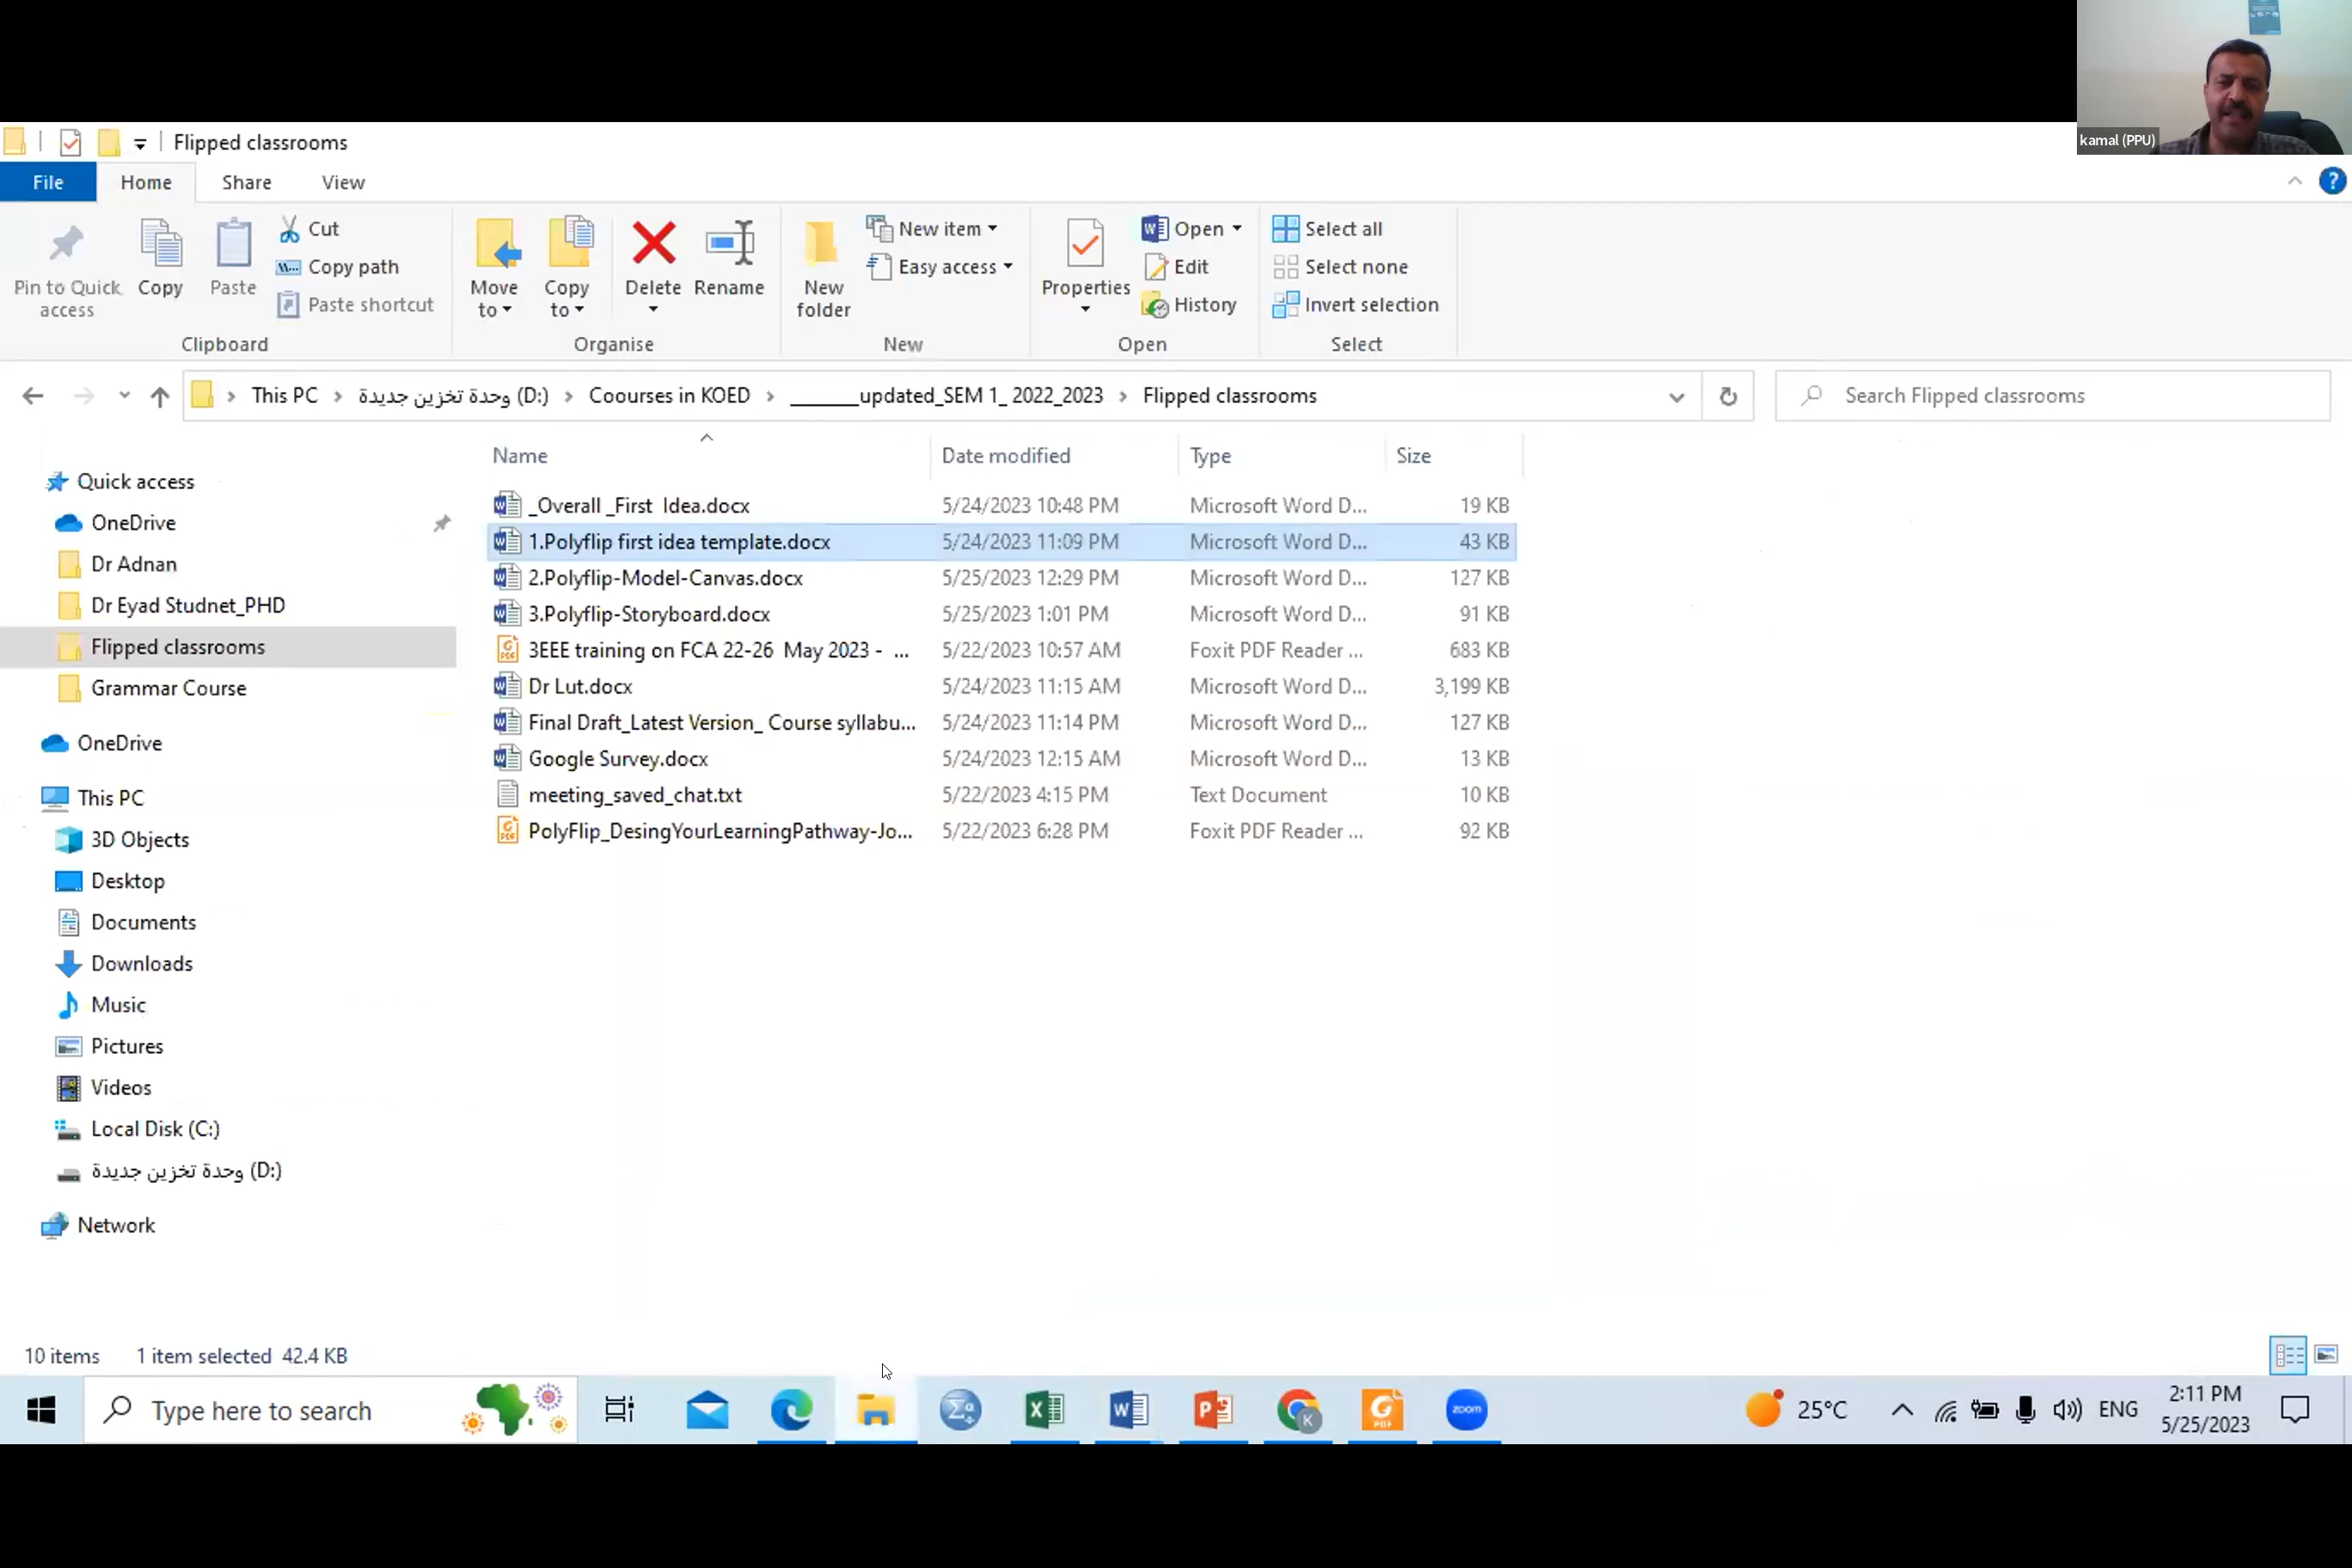 kamal (PPU)
Flipped classrooms
File Home Share View
Pin to Quick access
Copy
Paste
Cut
Copy path
Paste shortcut
Clipboard
Move to
Copy to
Delete
Rename
Organise
New folder
New item
Easy access
New
Properties
Open
Edit
History
Open
Select all
Select none
Invert selection
Select
This PC > وحدة تخزين جديدة (D:) > Coourses in KOED > _______updated_SEM 1_ 2022_2023 > Flipped classrooms
Search Flipped classrooms
Quick access
OneDrive
Dr Adnan
Dr Eyad Studnet_PHD
Flipped classrooms
Grammar Course
OneDrive
This PC
3D Objects
Desktop
Documents
Downloads
Music
Pictures
Videos
Local Disk (C:)
وحدة تخزين جديدة (D:)
Network
Name Date modified Type Size
_Overall _First Idea.docx 5/24/2023 10:48 PM Microsoft Word D... 19 KB
1.Polyflip first idea template.docx 5/24/2023 11:09 PM Microsoft Word D... 43 KB
2.Polyflip-Model-Canvas.docx 5/25/2023 12:29 PM Microsoft Word D... 127 KB
3.Polyflip-Storyboard.docx 5/25/2023 1:01 PM Microsoft Word D... 91 KB
3EEE training on FCA 22-26 May 2023 - ... 5/22/2023 10:57 AM Foxit PDF Reader ... 683 KB
Dr Lut.docx 5/24/2023 11:15 AM Microsoft Word D... 3,199 KB
Final Draft_Latest Version_ Course syllabu... 5/24/2023 11:14 PM Microsoft Word D... 127 KB
Google Survey.docx 5/24/2023 12:15 AM Microsoft Word D... 13 KB
meeting_saved_chat.txt 5/22/2023 4:15 PM Text Document 10 KB
PolyFlip_DesingYourLearningPathway-Jo... 5/22/2023 6:28 PM Foxit PDF Reader ... 92 KB
10 items 1 item selected 42.4 KB
Type here to search
zoom
25°C
ENG
2:11 PM
5/25/2023